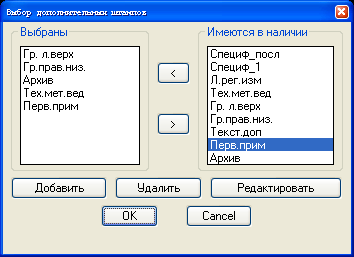 Выбор дополнительных штампов
Выбраны
Гр. л.верх
Гр.прав.низ.
Архив
Тех.мет.вед
Перв.прим
<
>
Имеются в наличии
Специф_посл
Специф_1
Л.рег.изм
Тех.мет.вед
Гр. л.верх
Гр.прав.низ.
Текст.доп
Перв.прим
Архив
Добавить
Удалить
Редактировать
OK
Cancel